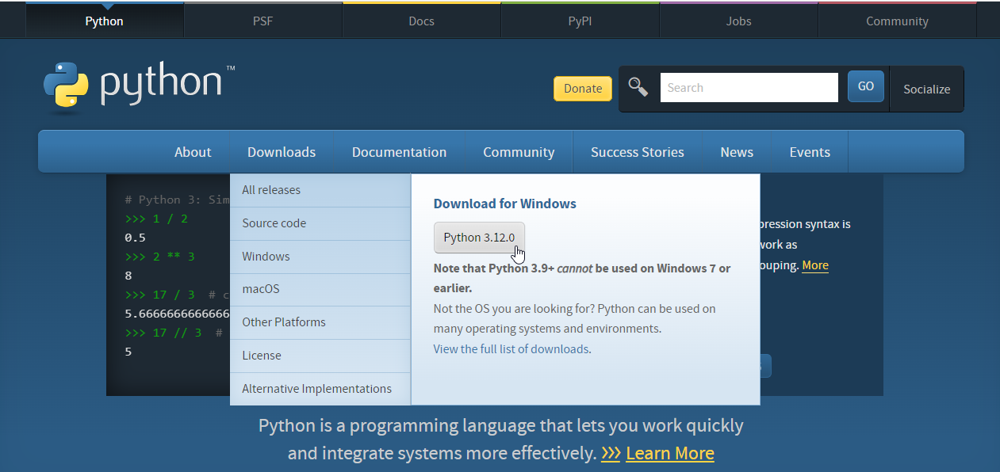 Python PSF Docs PyPI Jobs Community
python™
Donate Search GO Socialize
About Downloads Documentation Community Success Stories News Events
# Python 3: Sim
>>> 1 / 2
0.5
>>> 2 ** 3
8
>>> 17 / 3 # c
5.6666666666666
>>> 17 // 3 #
5
All releases
Source code
Windows
macOS
Other Platforms
License
Alternative Implementations
Download for Windows
Python 3.12.0
Note that Python 3.9+ cannot be used on Windows 7 or
earlier.
Not the OS you are looking for? Python can be used on
many operating systems and environments.
View the full list of downloads.
pression syntax is
work as
ouping. More
Python is a programming language that lets you work quickly
and integrate systems more effectively. >>> Learn More